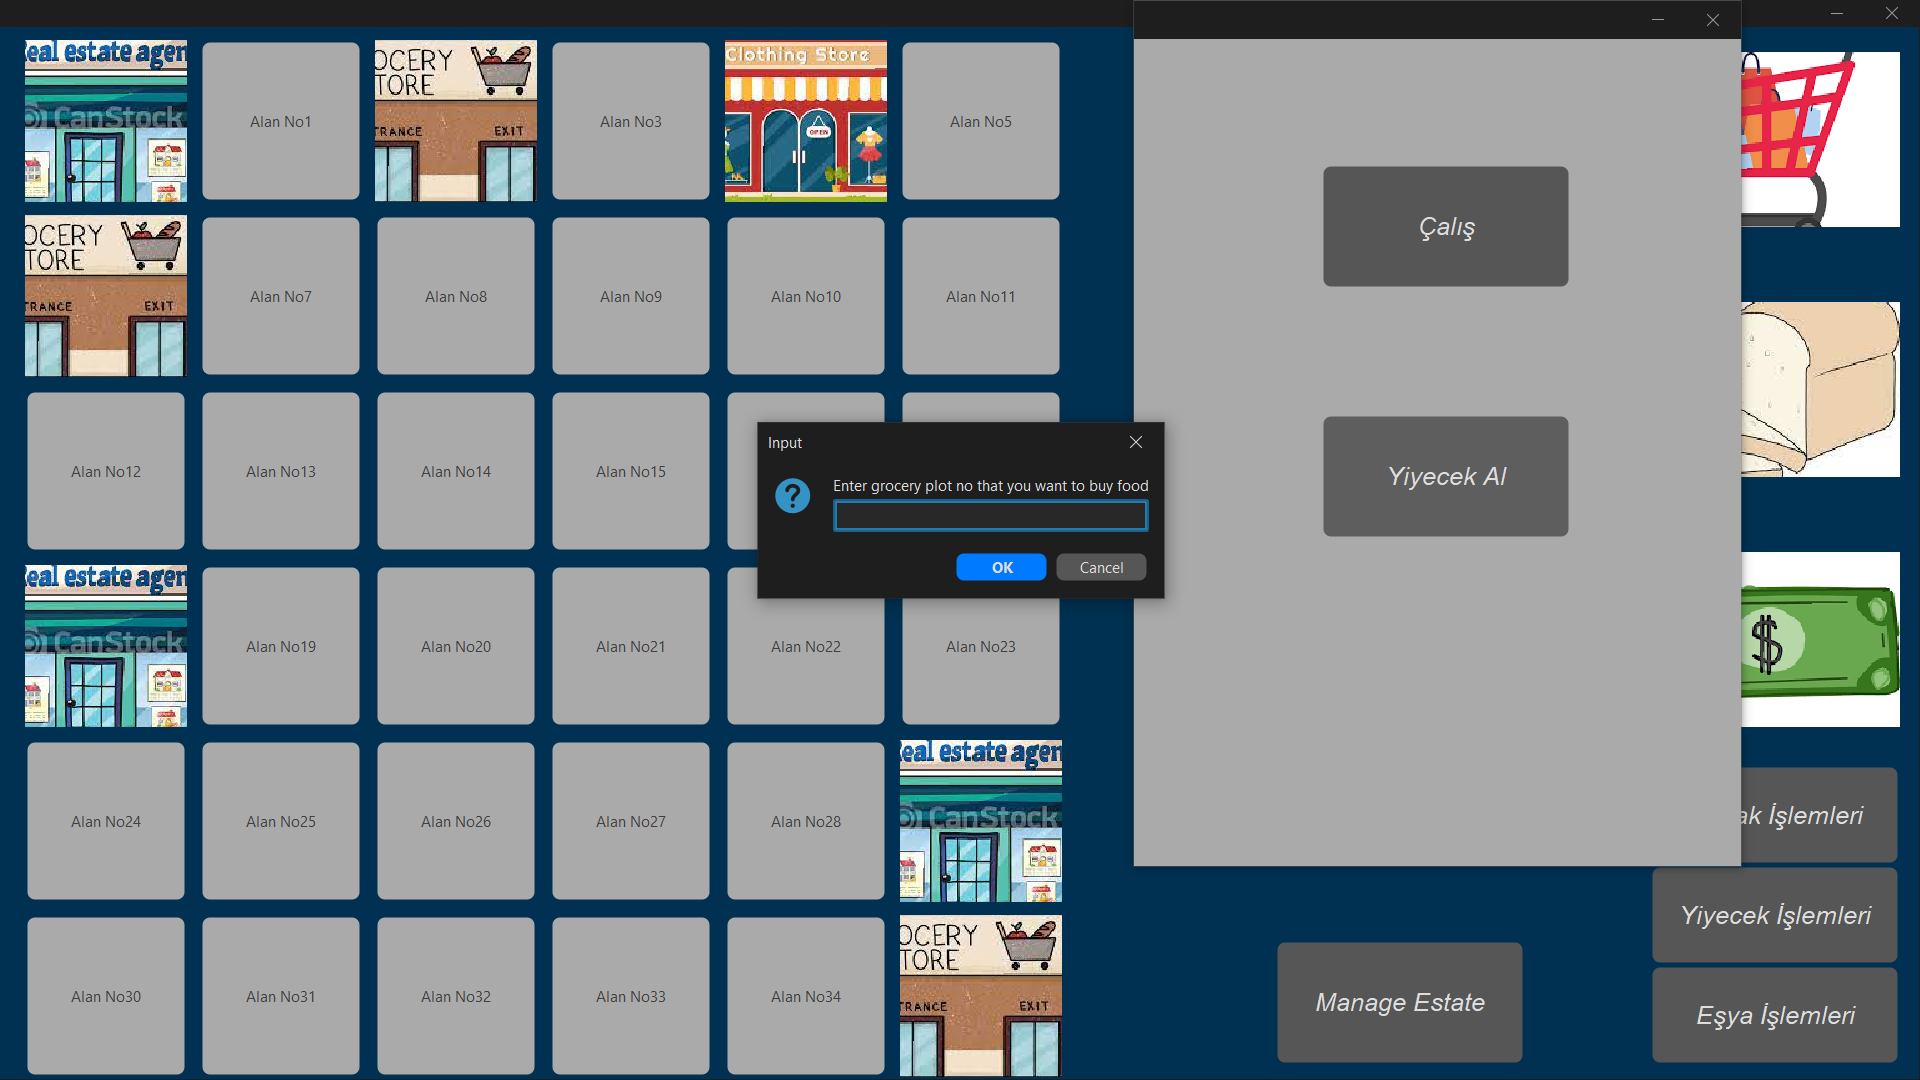 Real estate agen
CanStock
Alan No1
OCERY
TORE
TRANCE
EXIT
Alan No3
Clothing Store
OPEN
Alan No5
OCERY
TORE
TRANCE
EXIT
Alan No7
Alan No8
Alan No9
Alan No10
Alan No11
Alan No12
Alan No13
Alan No14
Alan No15
Real estate agen
CanStock
Alan No19
Alan No20
Alan No21
Alan No22
Alan No23
Alan No24
Alan No25
Alan No26
Alan No27
Alan No28
Real estate agen
CanStock
Alan No30
Alan No31
Alan No32
Alan No33
Alan No34
OCERY
TORE
TRANCE
EXIT
Input
Enter grocery plot no that you want to buy food
OK
Cancel
Çalış
Yiyecek Al
$
ak İşlemleri
Yiyecek İşlemleri
Eşya İşlemleri
Manage Estate